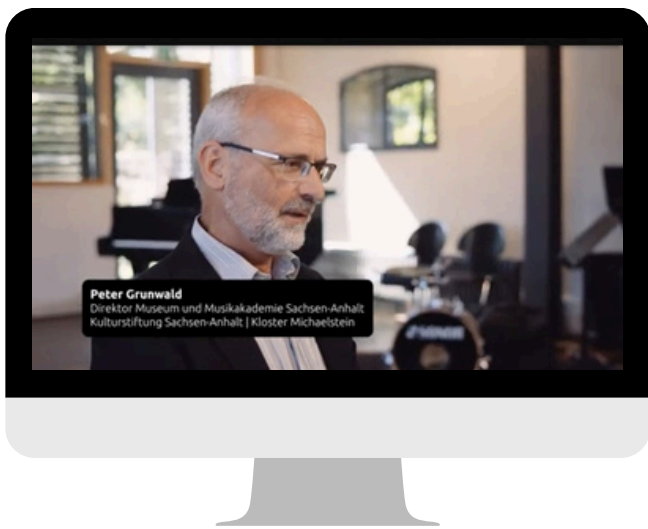 Peter Grunwald
Direktor Museum und Musikakademie Sachsen-Anhalt
Kulturstiftung Sachsen-Anhalt | Kloster Michaelstein
SONOR